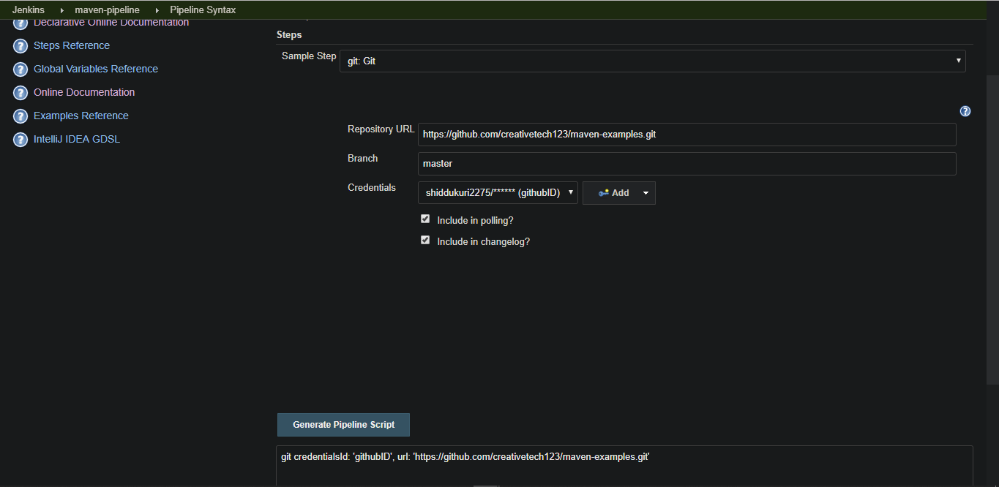 Jenkins maven-pipeline Pipeline Syntax
Declarative Online Documentation
Steps Reference
Global Variables Reference
Online Documentation
Examples Reference
IntelliJ IDEA GDSL
Steps
Sample Step git: Git
Repository URL https://github.com/creativetech123/maven-examples.git
Branch master
Credentials shiddukuri2275/****** (githubID) Add
Include in polling?
Include in changelog?
Generate Pipeline Script
git credentialsId: 'githubID', url: 'https://github.com/creativetech123/maven-examples.git'